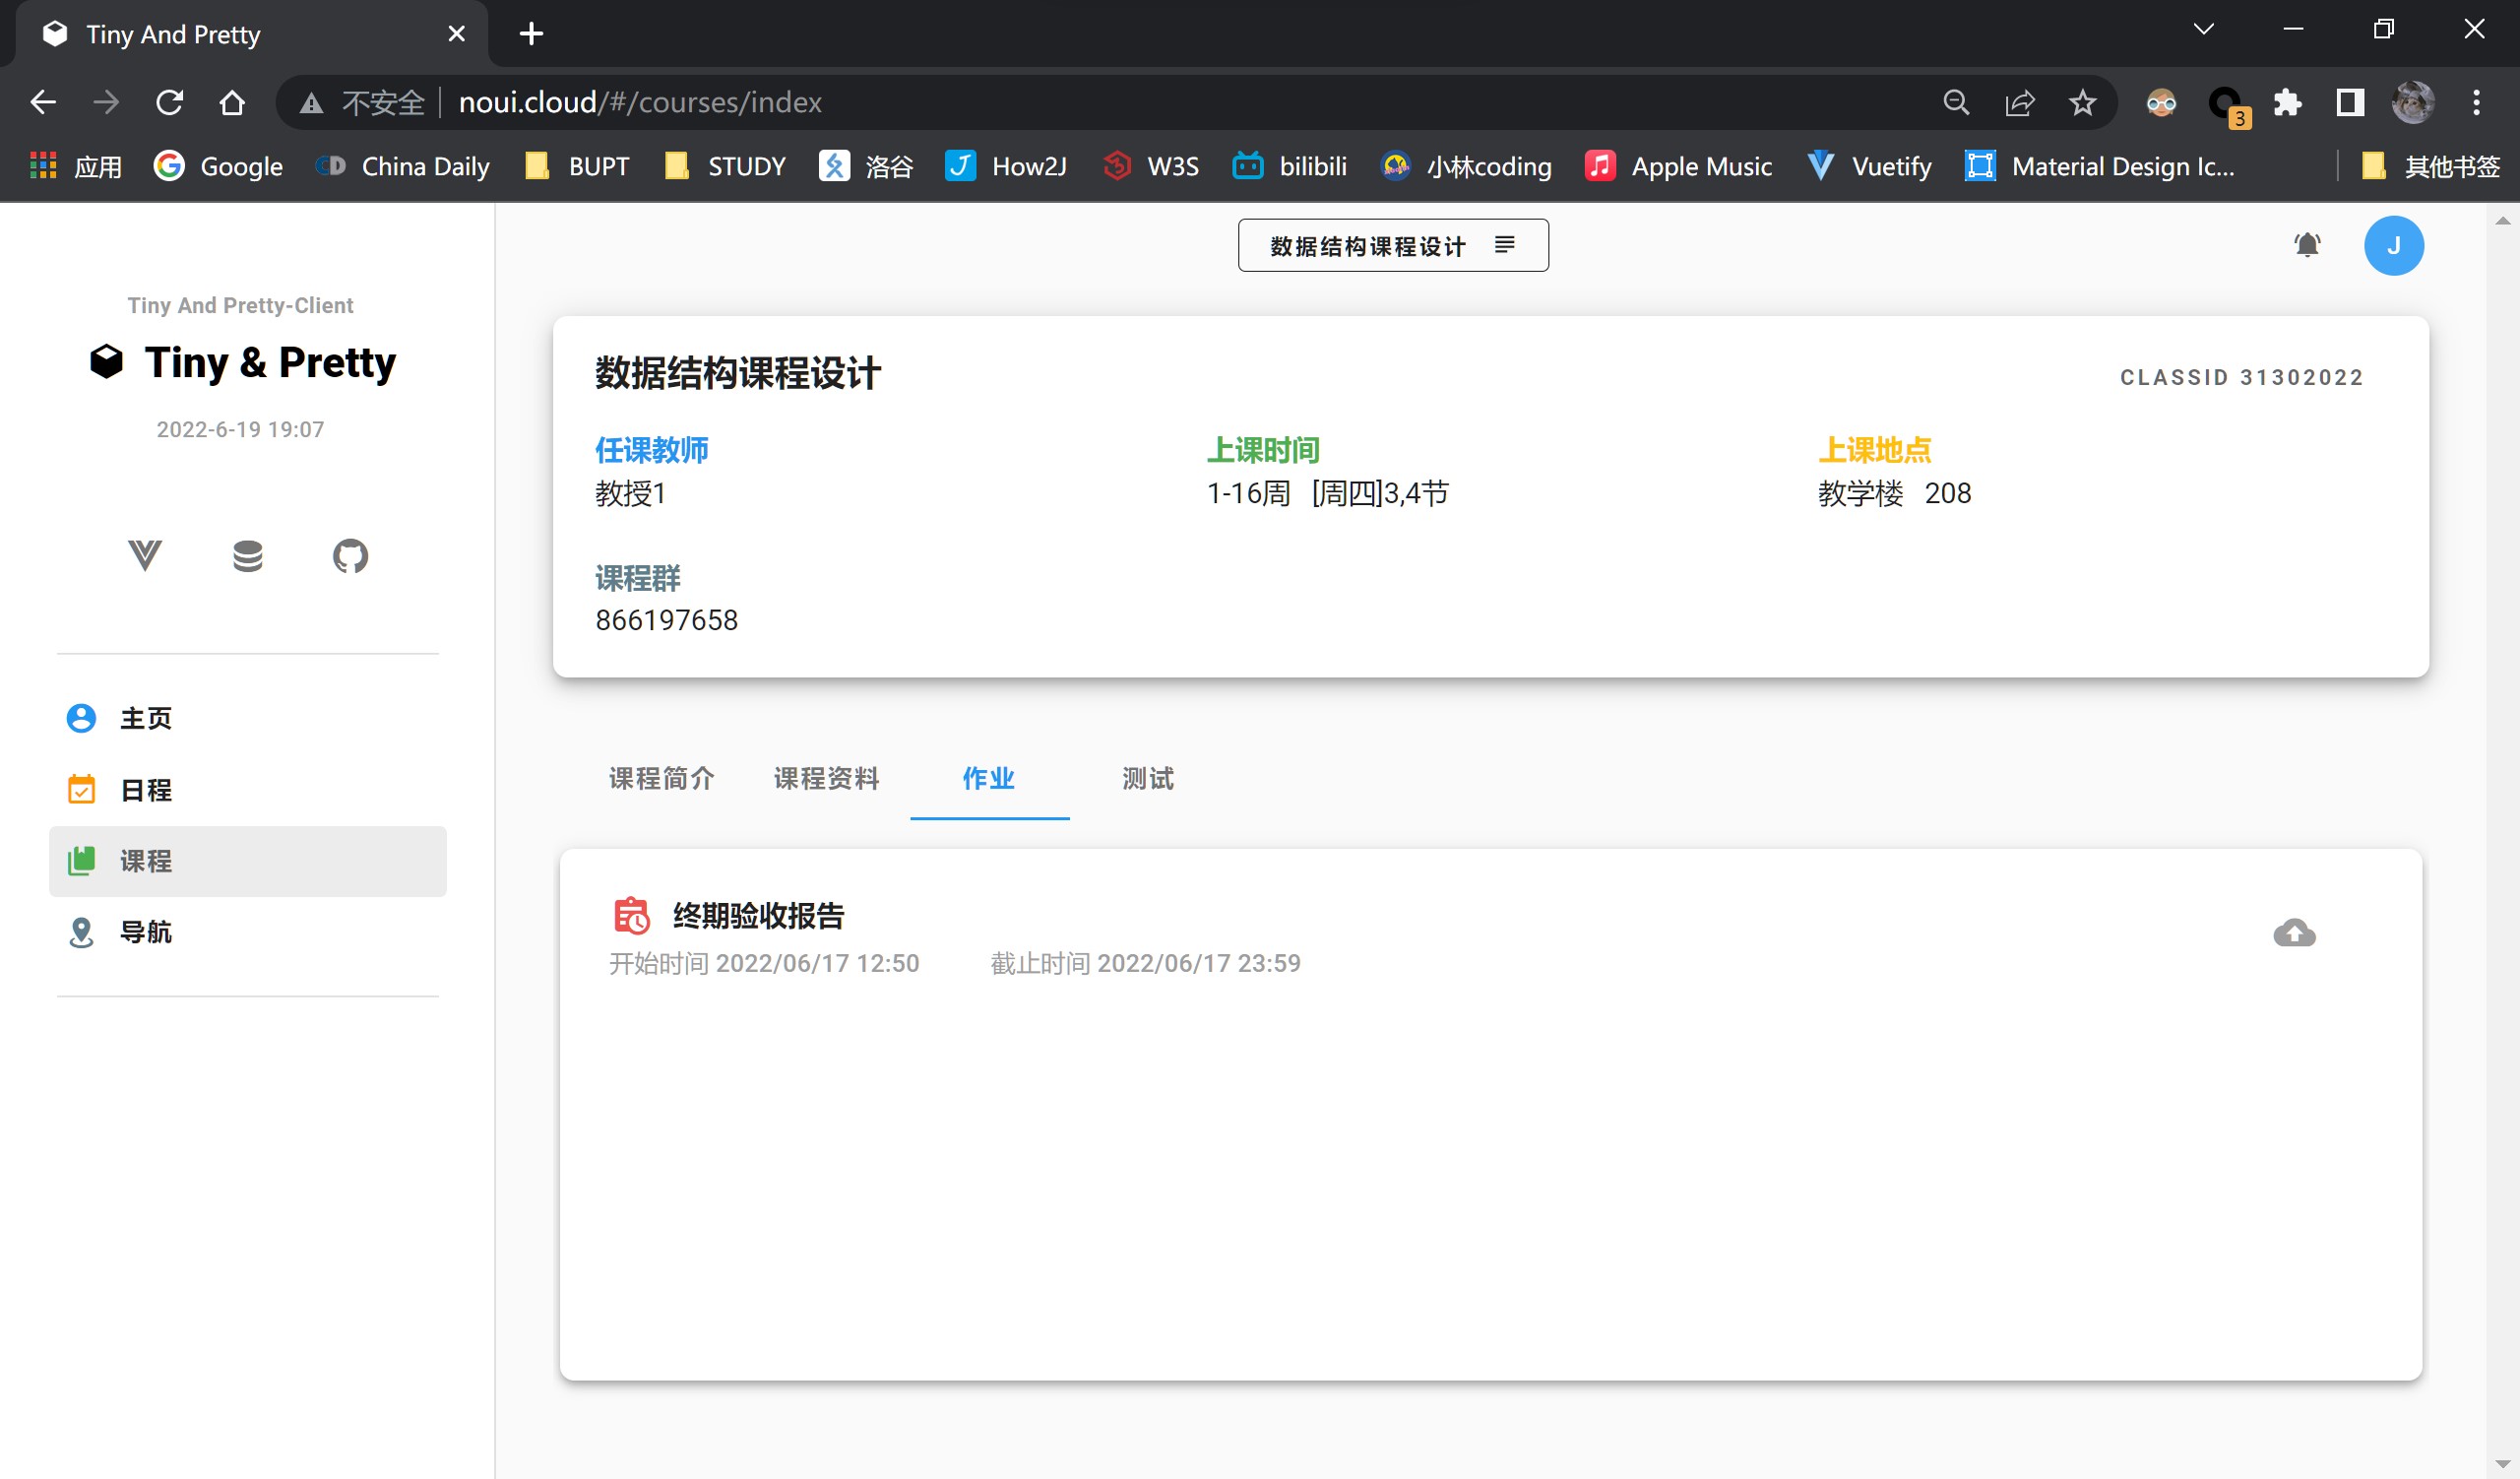 Tiny And Pretty
不安全 noui.cloud/#/courses/index
3
应用 Google China Daily BUPT STUDY 洛谷 How2J W3S bilibili 小林coding Apple Music Vuetify Material Design Ic... 其他书签
数据结构课程设计
J
Tiny And Pretty-Client
Tiny & Pretty
2022-6-19 19:07
主页
日程
课程
导航
数据结构课程设计
CLASSID 31302022
任课教师 上课时间 上课地点
教授1 1-16周 [周四]3,4节 教学楼 208
课程群
866197658
课程简介 课程资料 作业 测试
终期验收报告
开始时间 2022/06/17 12:50 截止时间 2022/06/17 23:59